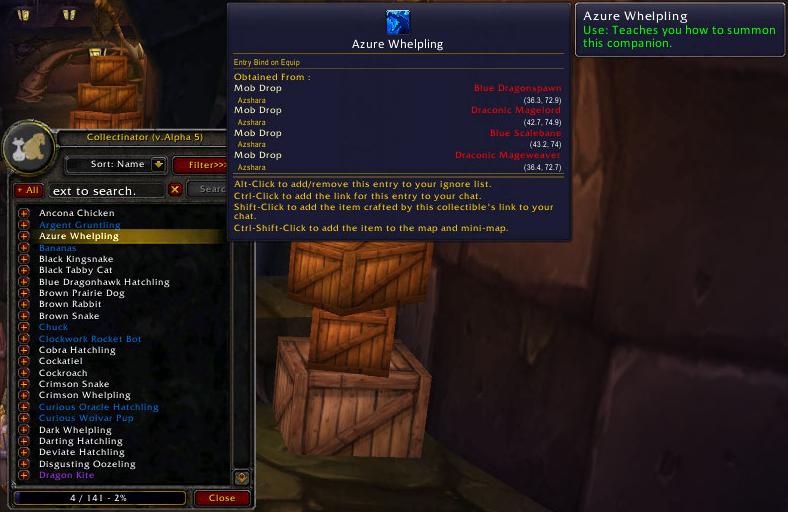 Azure Whelpling
Entry Bind on Equip
Obtained From :
Mob Drop Blue Dragonspawn
Azshara (36.3, 72.9)
Mob Drop Draconic Magelord
Azshara (42.7, 74.9)
Mob Drop Blue Scalebane
Azshara (43.2, 74)
Mob Drop Draconic Mageweaver
Azshara (36.4, 72.7)
Alt-Click to add/remove this entry to your ignore list.
Ctrl-Click to add the link for this entry to your chat.
Shift-Click to add the item crafted by this collectible's link to your
chat.
Ctrl-Shift-Click to add the item to the map and mini-map.
Azure Whelpling
Use: Teaches you how to summon
this companion.
Collectinator (v.Alpha 5)
Sort: Name Filter>>>
+ All ext to search. Searc
Ancona Chicken
Argent Gruntling
Azure Whelpling
Bananas
Black Kingsnake
Black Tabby Cat
Blue Dragonhawk Hatchling
Brown Prairie Dog
Brown Rabbit
Brown Snake
Chuck
Clockwork Rocket Bot
Cobra Hatchling
Cockatiel
Cockroach
Crimson Snake
Crimson Whelpling
Curious Oracle Hatchling
Curious Wolvar Pup
Dark Whelpling
Darting Hatchling
Deviate Hatchling
Disgusting Oozeling
Dragon Kite
4 / 141 - 2% Close